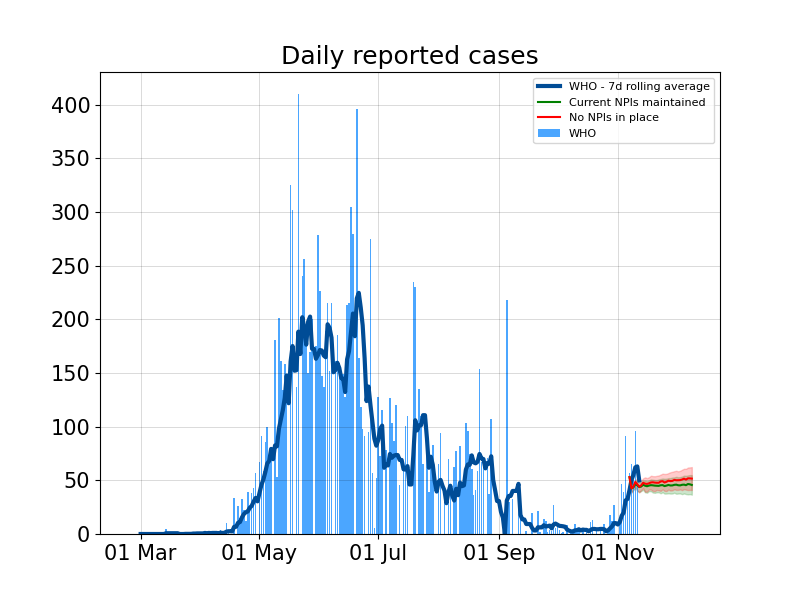 Daily reported cases
WHO - 7d rolling average
Current NPIs maintained
No NPIs in place
WHO
400
350
300
250
200
150
100
50
0
01 Mar 01 May 01 Jul 01 Sep 01 Nov